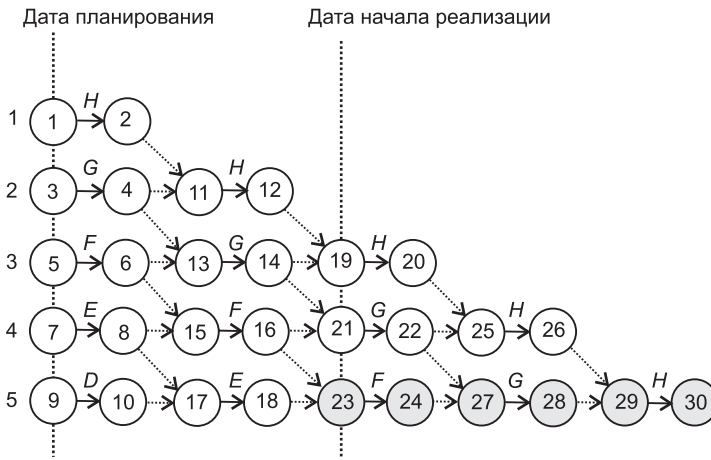 Дата планирования Дата начала реализации
H
1 1 2
G H
2 3 4 11 12
F G H
3 5 6 13 14 19 20
E F G H
4 7 8 15 16 21 22 25 26
D E F G H
5 9 10 17 18 23 24 27 28 29 30